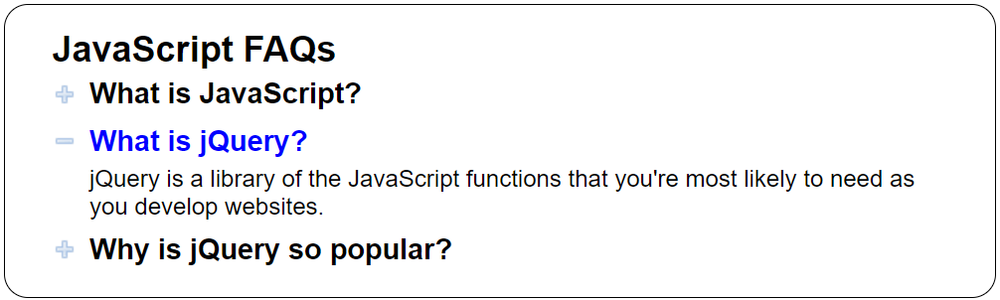 JavaScript FAQs
What is JavaScript?
What is jQuery?
jQuery is a library of the JavaScript functions that you're most likely to need as
you develop websites.
Why is jQuery so popular?